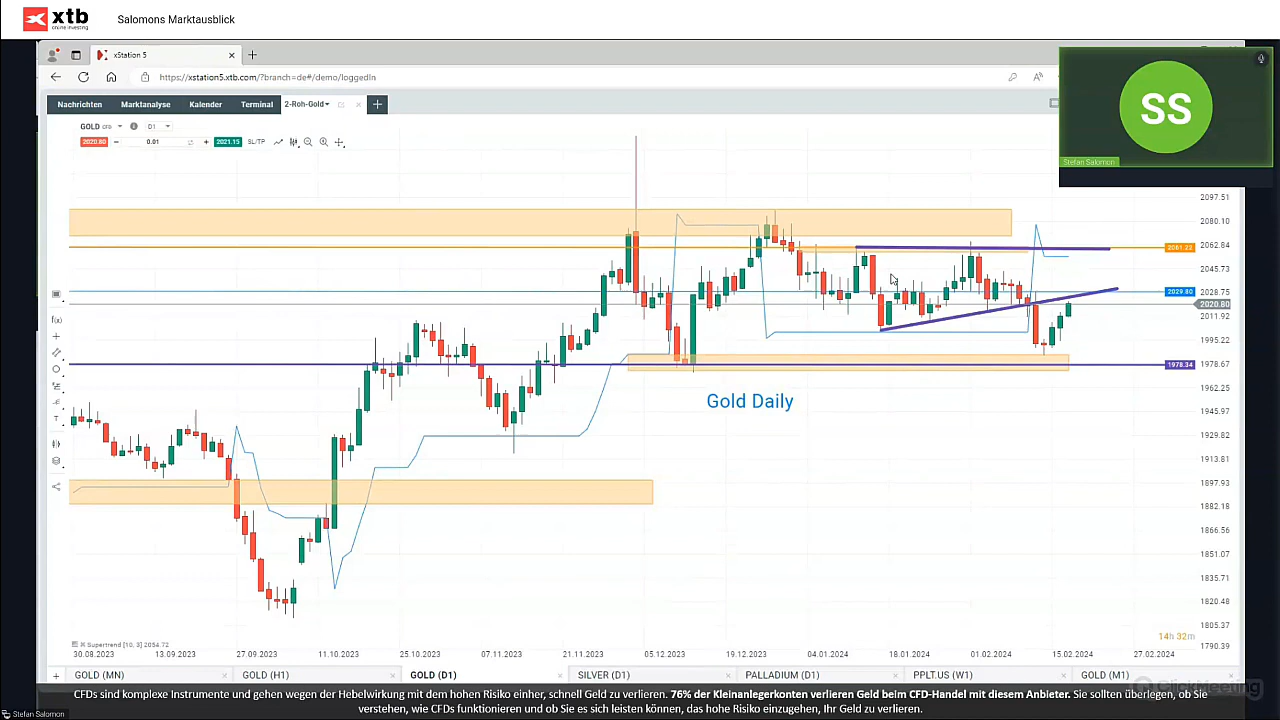 xtb
online investing
Salomons Marktausblick
xStation 5
https://xstation5.xtb.com/?branch=de#/demo/loggedIn
Nachrichten Marktanalyse Kalender Terminal 2-Roh-Gold
GOLD CFD D1
2020.80 0.01 2021.15 SL/TP
SS
Stefan Salomon
2097.51
2080.10
2062.84
2061.22
2045.73
2029.80
2028.75
2020.80
2011.92
1995.22
1978.67
1978.34
1962.25
1945.97
1929.82
1913.81
1897.93
1882.18
1866.56
1851.07
1835.71
1820.48
1805.37
1790.39
Gold Daily
14h 32m
Supertrend [10, 3] 2054.72
30.08.2023 13.09.2023 27.09.2023 11.10.2023 25.10.2023 07.11.2023 21.11.2023 05.12.2023 19.12.2023 04.01.2024 18.01.2024 01.02.2024 15.02.2024 27.02.2024
GOLD (MN) GOLD (H1) GOLD (D1) SILVER (D1) PALLADIUM (D1) PPLT.US (W1) GOLD (M1)
ClickMeeting
CFDs sind komplexe Instrumente und gehen wegen der Hebelwirkung mit dem hohen Risiko einher, schnell Geld zu verlieren. 76% der Kleinanlegerkonten verlieren Geld beim CFD-Handel mit diesem Anbieter. Sie sollten überlegen, ob Sie
verstehen, wie CFDs funktionieren und ob Sie es sich leisten können, das hohe Risiko einzugehen, Ihr Geld zu verlieren.
Stefan Salomon